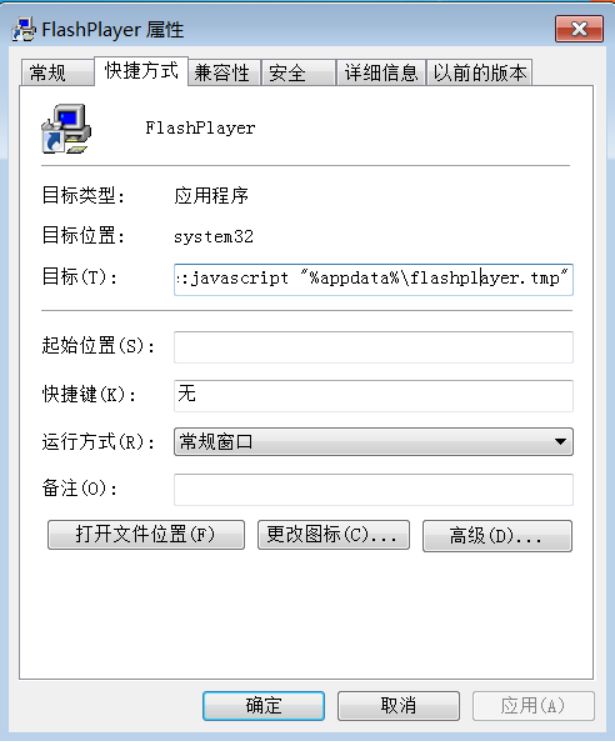 FlashPlayer 属性
常规 快捷方式 兼容性 安全 详细信息 以前的版本
FlashPlayer
目标类型: 应用程序
目标位置: system32
目标(T): :javascript "%appdata%\flashplayer.tmp"
起始位置(S):
快捷键(K): 无
运行方式(R): 常规窗口
备注(O):
打开文件位置(F) 更改图标(C)... 高级(D)...
确定 取消 应用(A)